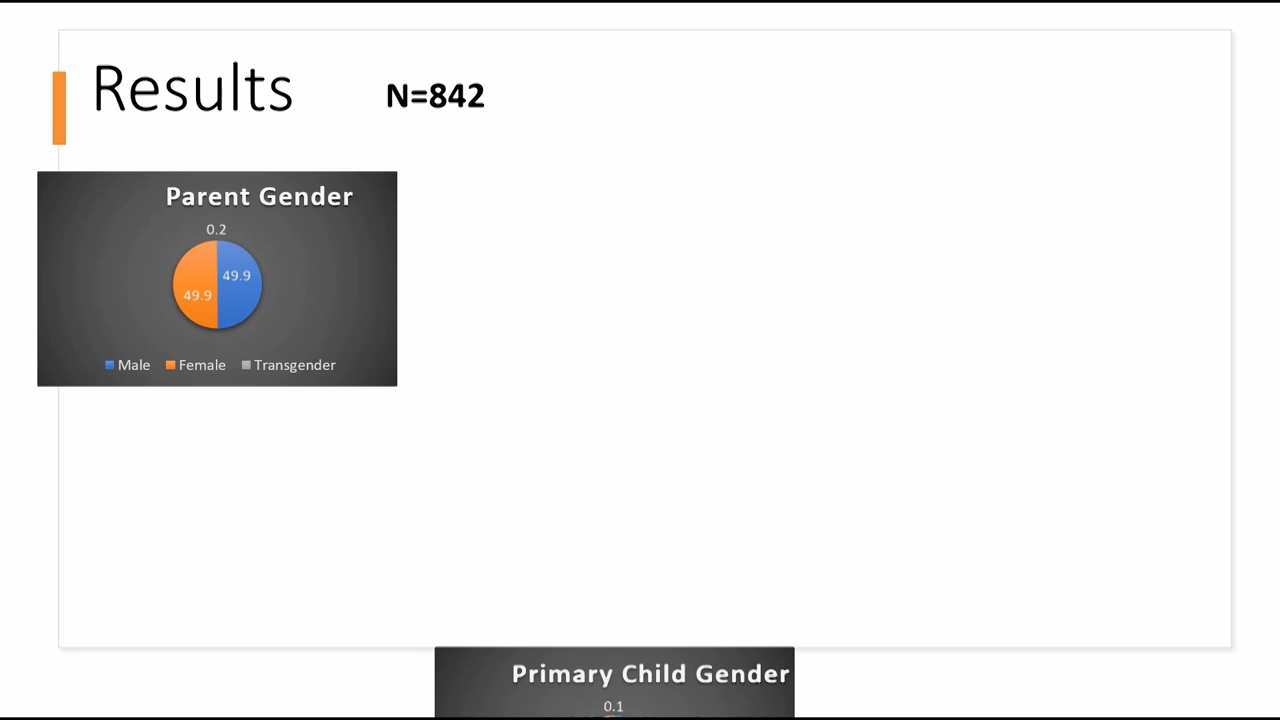 Results
N=842
Parent Gender
0.2
49.9
49.9
Male Female Transgender
Primary Child Gender
0.1